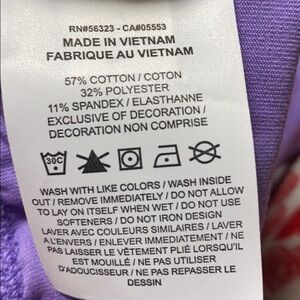 RN#56323 - CA#05553
MADE IN VIETNAM
FABRIQUE AU VIETNAM
57% COTTON / COTON
32% POLYESTER
11% SPANDEX / ELASTHANNE
EXCLUSIVE OF DECORATION /
DECORATION NON COMPRISE
30C
WASH WITH LIKE COLORS / WASH INSIDE
OUT / REMOVE IMMEDIATELY / DO NOT ALLOW
TO LAY ON ITSELF WHEN WET / DO NOT USE
SOFTENERS / DO NOT IRON DESIGN
LAVER AVEC COULEURS SIMILAIRES / LAVER
A L'ENVERS / ENLEVER IMMEDIATEMENT / NE
PAS LAISSER LE VÊTEMENT PLIÉ LORSQU'IL
EST MOUILLÉ / NE PAS UTILISER
D'ADOUCISSEUR / NE PAS REPASSER LE
DESSIN